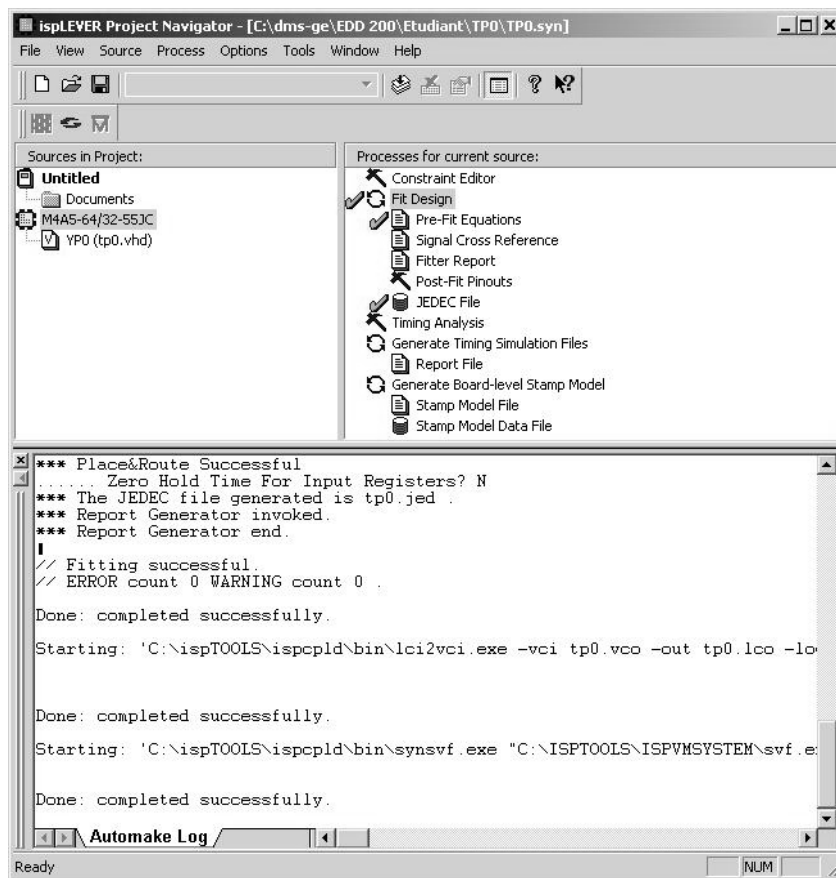 ispLEVER Project Navigator - [C:\dms-ge\EDD 200\Etudiant\TP0\TP0.syn]
File View Source Process Options Tools Window Help
Sources in Project:
Untitled
Documents
M4A5-64/32-55JC
YP0 (tp0.vhd)
Processes for current source:
Constraint Editor
Fit Design
Pre-Fit Equations
Signal Cross Reference
Fitter Report
Post-Fit Pinouts
JEDEC File
Timing Analysis
Generate Timing Simulation Files
Report File
Generate Board-level Stamp Model
Stamp Model File
Stamp Model Data File
*** Place&Route Successful
...... Zero Hold Time For Input Registers? N
*** The JEDEC file generated is tp0.jed .
*** Report Generator invoked.
*** Report Generator end.
// Fitting successful.
// ERROR count 0 WARNING count 0 .
Done: completed successfully.
Starting: 'C:\ispTOOLS\ispcpld\bin\lci2vci.exe -vci tp0.vco -out tp0.lco -lo
Done: completed successfully.
Starting: 'C:\ispTOOLS\ispcpld\bin\synsvf.exe "C:\ISPTOOLS\ISPVMSYSTEM\svf.e
Done: completed successfully.
Automake Log
Ready
NUM